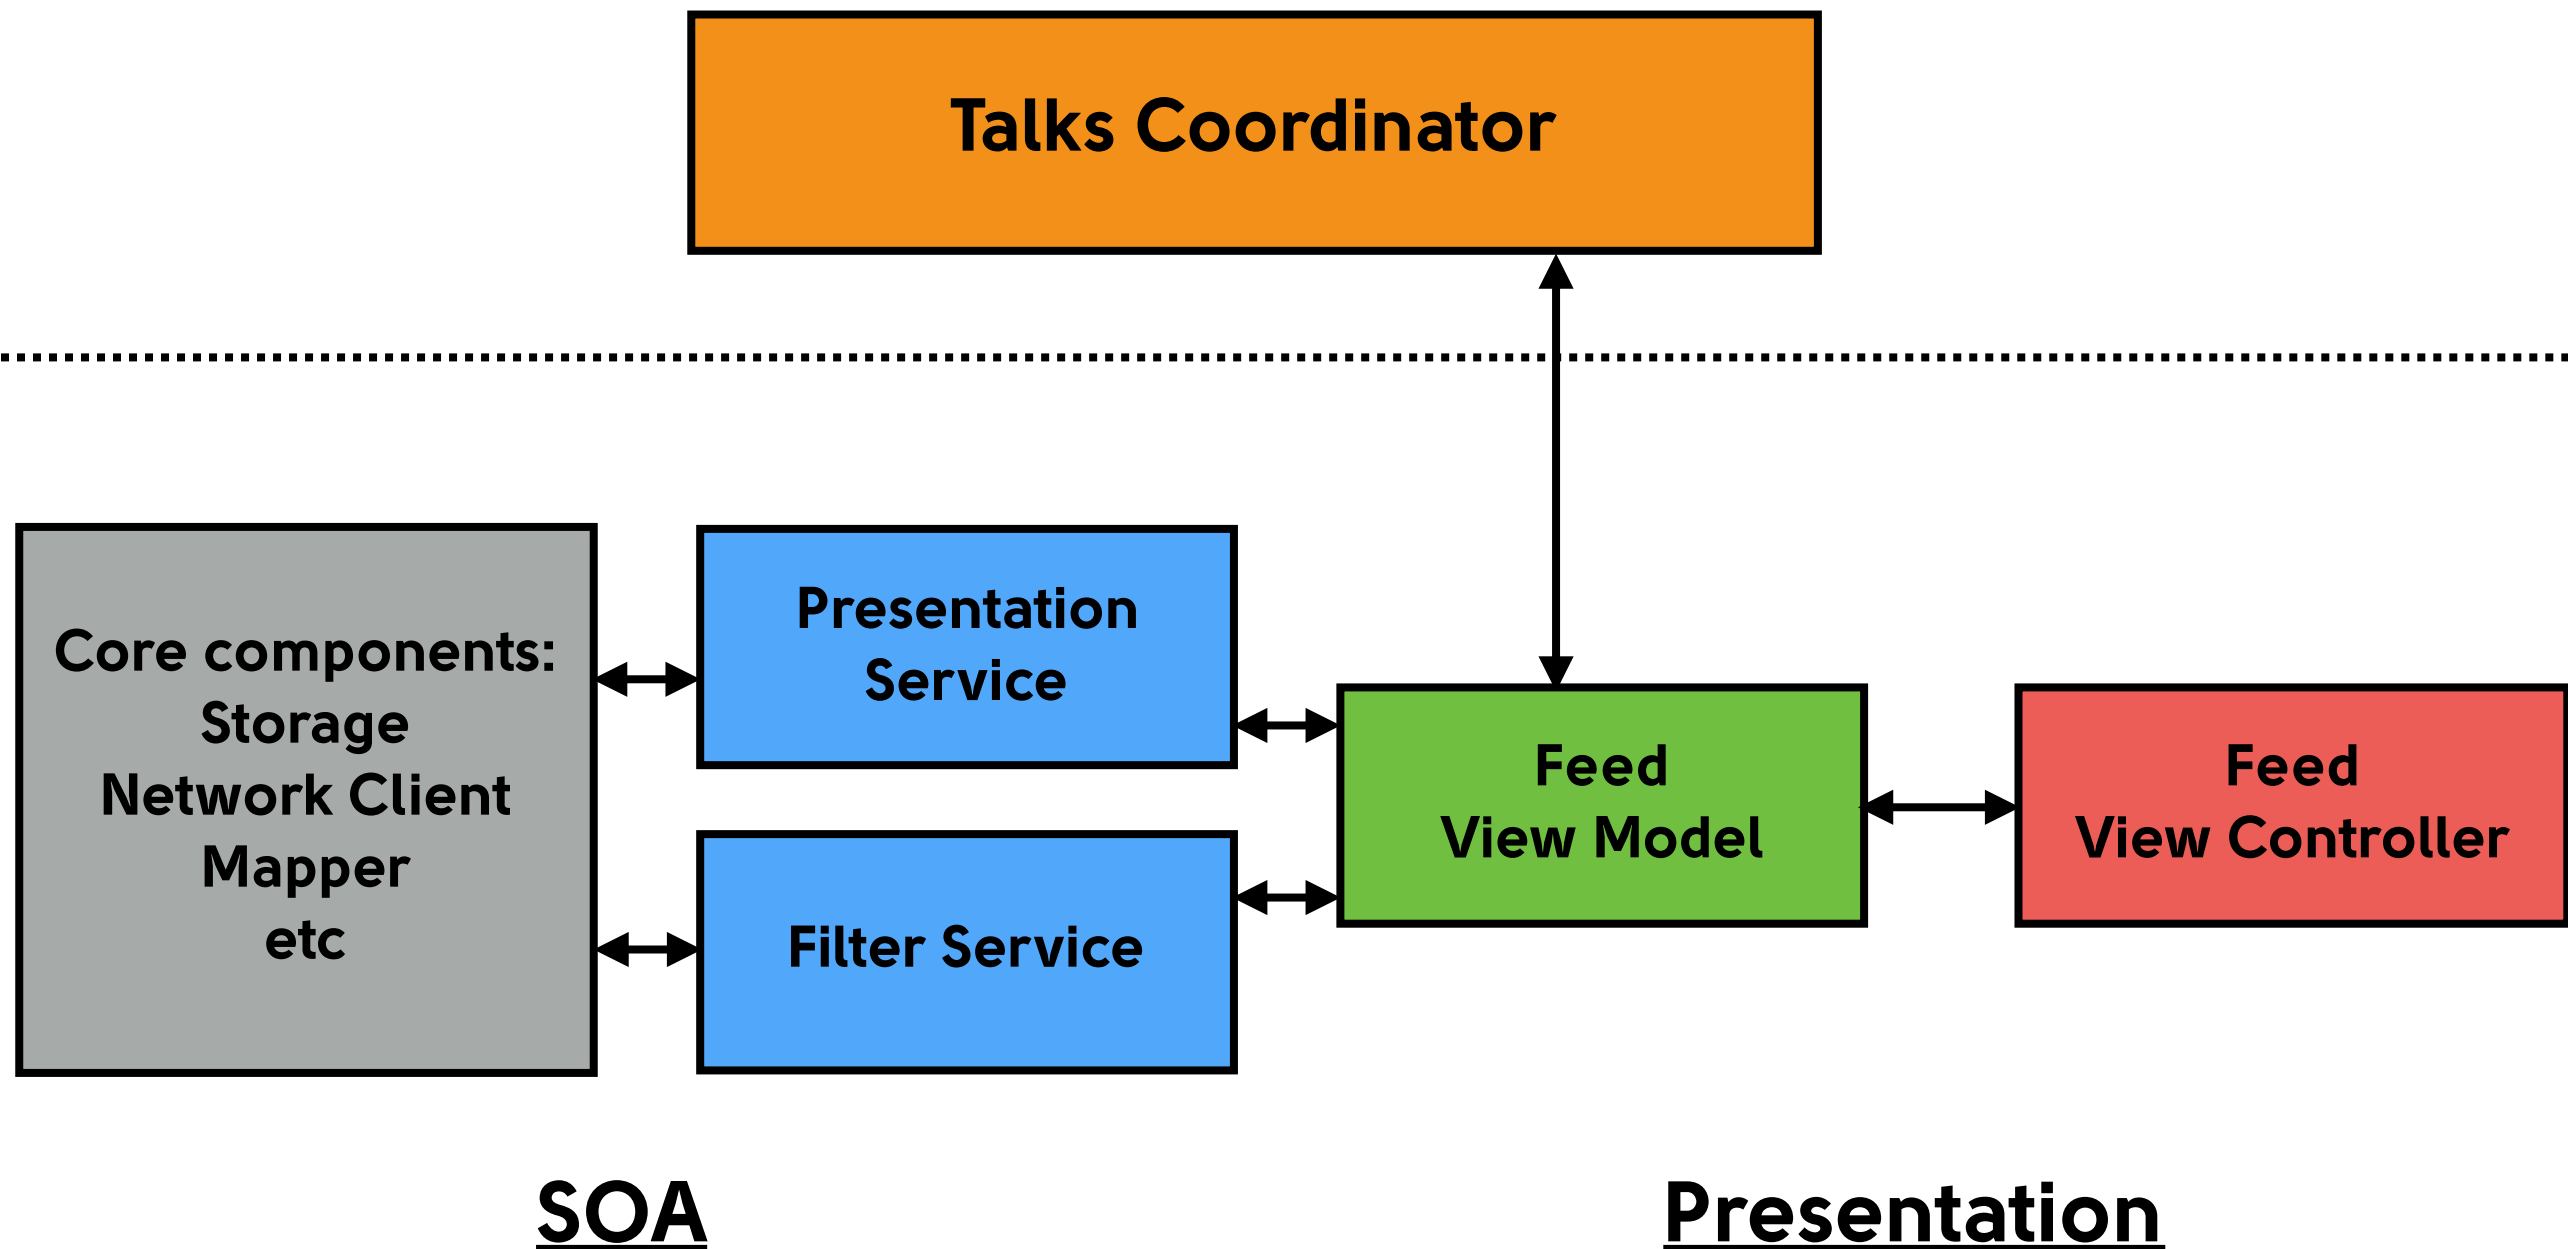 Talks Coordinator
Core components:
Storage
Network Client
Mapper
etc
Presentation
Service
Filter Service
Feed
View Model
Feed
View Controller
SOA
Presentation